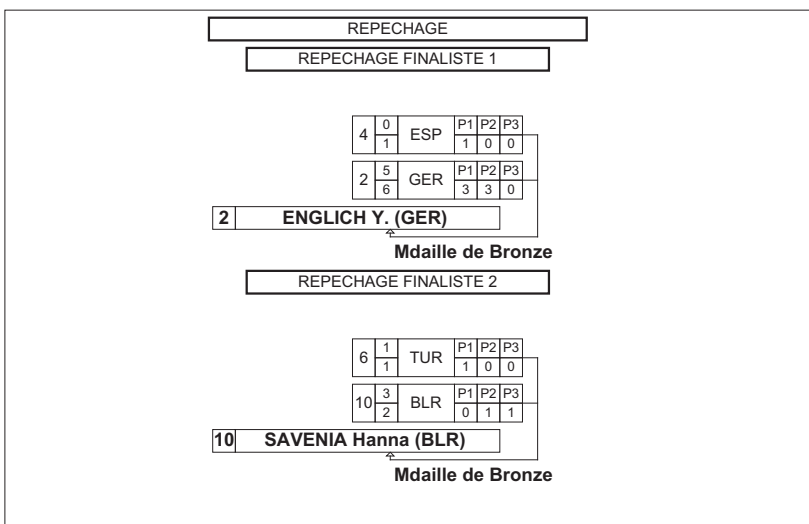 REPECHAGE
REPECHAGE FINALISTE 1
4 0 ESP P1 P2 P3
1 1 0 0
2 5 GER P1 P2 P3
6 3 3 0
2 ENGLICH Y. (GER)
Mdaille de Bronze
REPECHAGE FINALISTE 2
6 1 TUR P1 P2 P3
1 1 0 0
10 3 BLR P1 P2 P3
2 0 1 1
10 SAVENIA Hanna (BLR)
Mdaille de Bronze